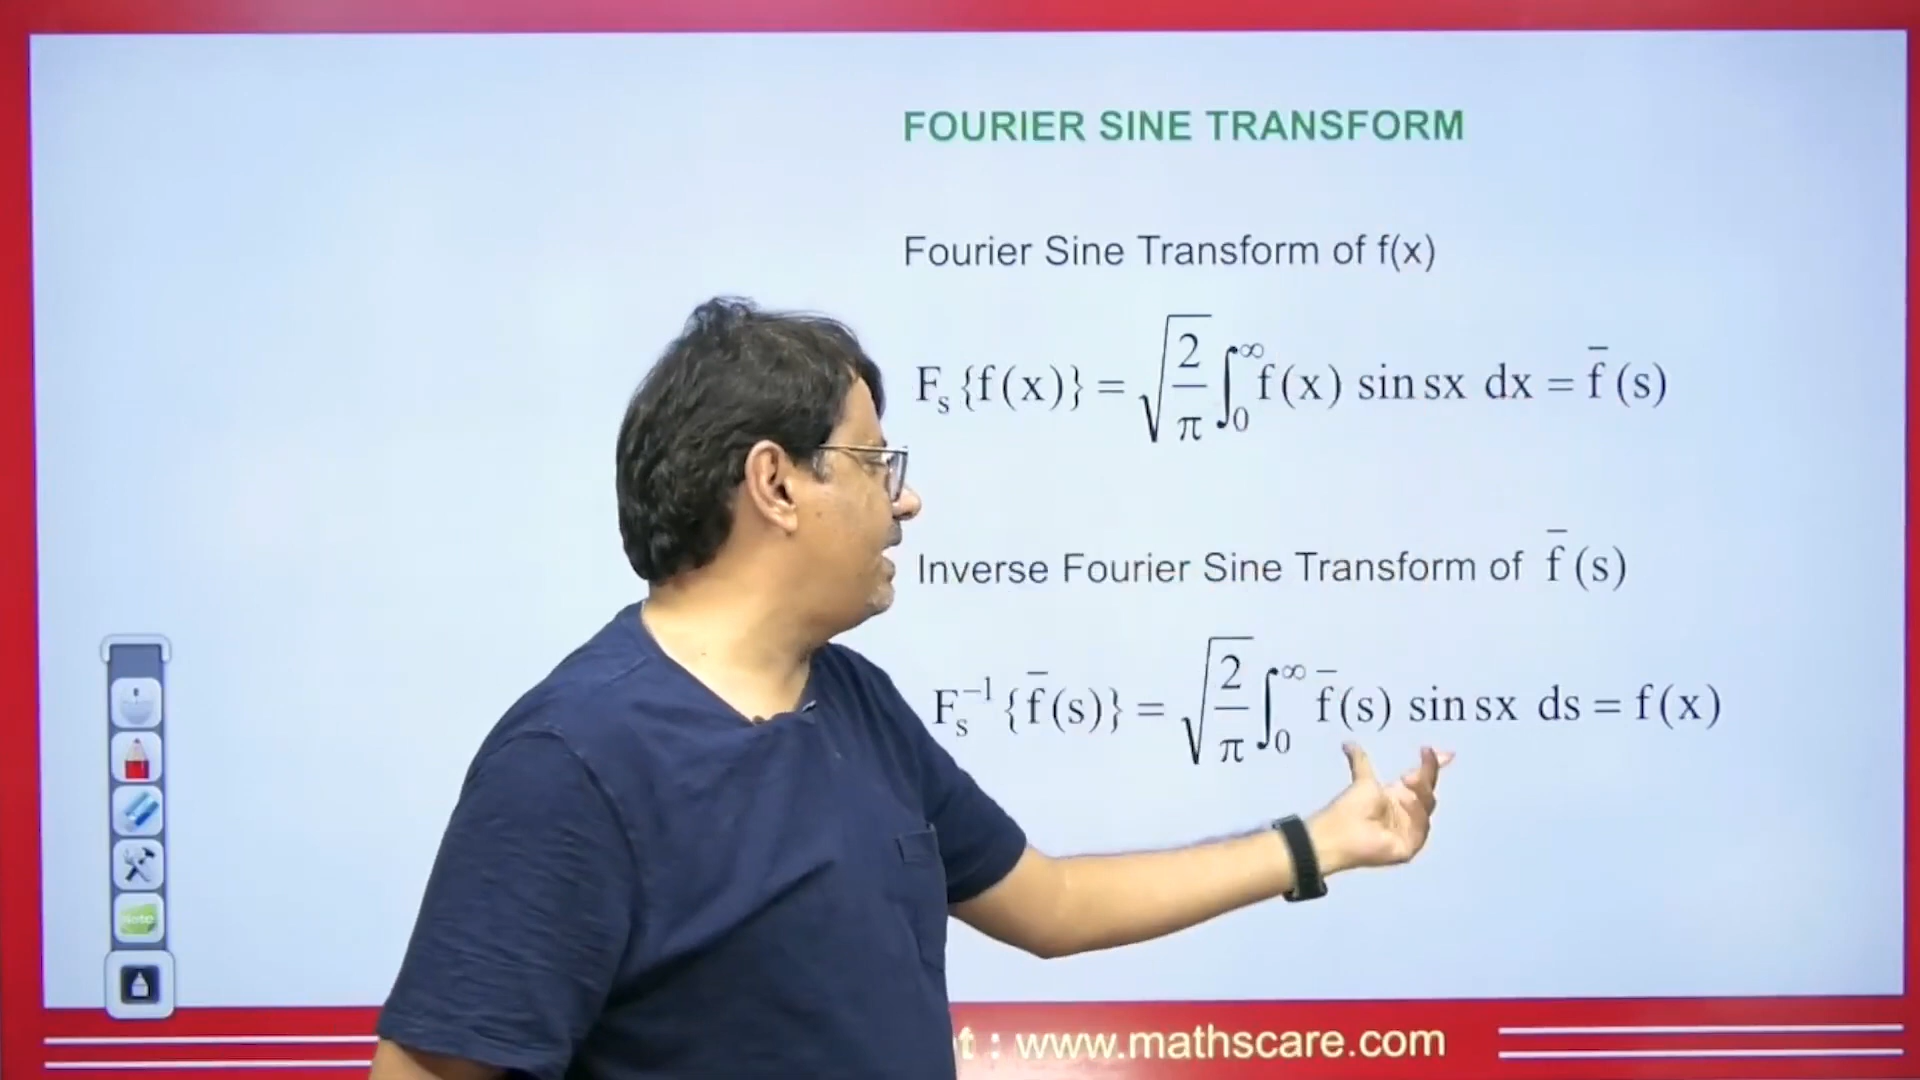 FOURIER SINE TRANSFORM
Fourier Sine Transform of f(x)
Fₛ{f(x)} = √(2/π) ∫₀^∞ f(x) sin sx dx = f̄(s)
Inverse Fourier Sine Transform of f̄(s)
Fₛ⁻¹{f̄(s)} = √(2/π) ∫₀^∞ f̄(s) sin sx ds = f(x)
Note
: www.mathscare.com